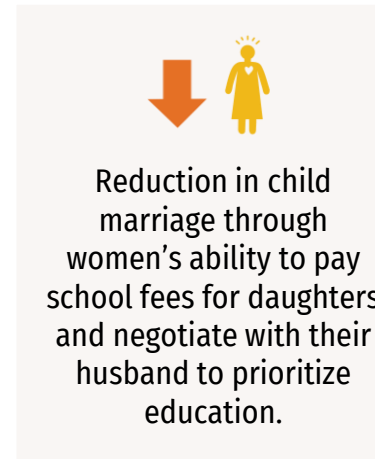 Reduction in child
marriage through
women’s ability to pay
school fees for daughters
and negotiate with their
husband to prioritize
education.